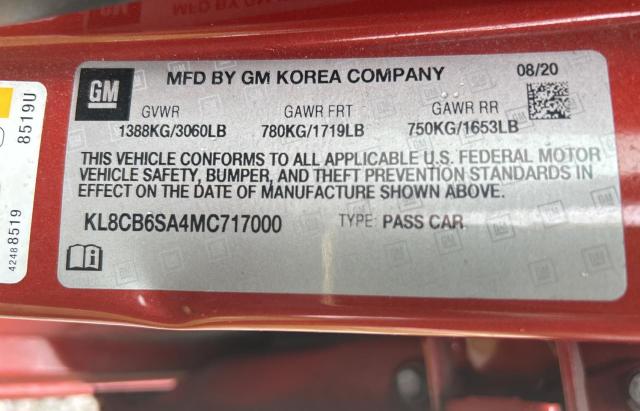 GM
MFD BY GM KOREA COMPANY
08/20
GVWR GAWR FRT GAWR RR
1388KG/3060LB 780KG/1719LB 750KG/1653LB
THIS VEHICLE CONFORMS TO ALL APPLICABLE U.S. FEDERAL MOTOR
VEHICLE SAFETY, BUMPER, AND THEFT PREVENTION STANDARDS IN
EFFECT ON THE DATE OF MANUFACTURE SHOWN ABOVE.
KL8CB6SA4MC717000 TYPE: PASS CAR
8519U
42488519